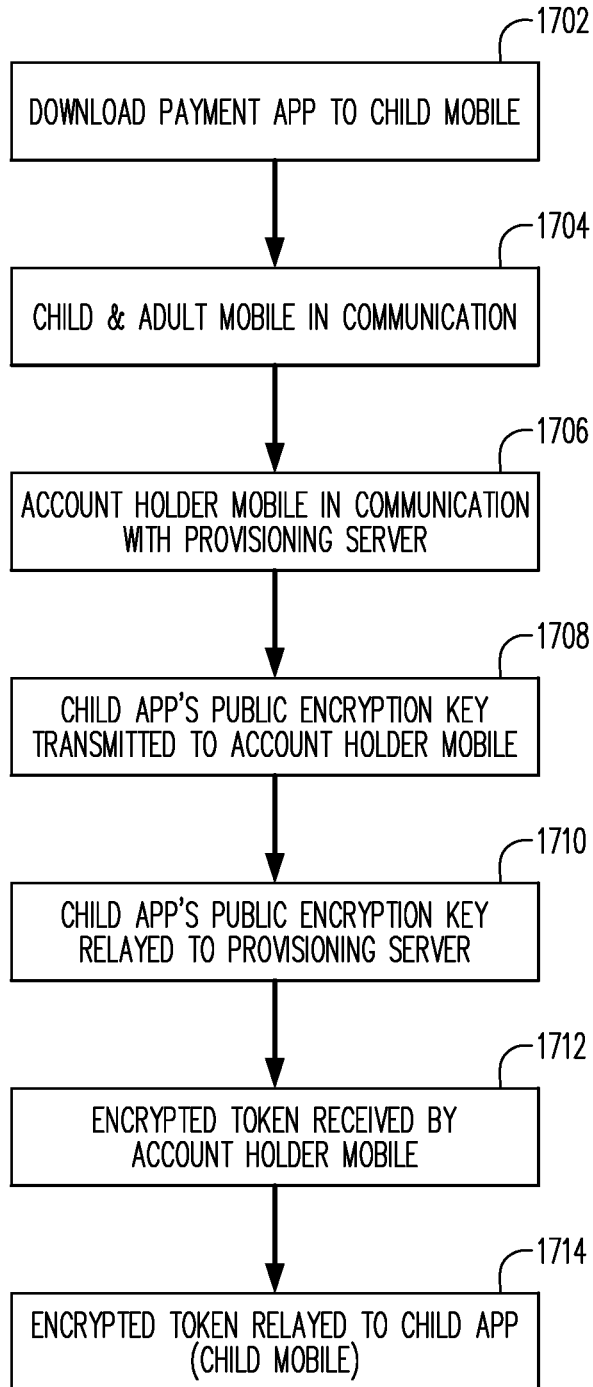 1702
DOWNLOAD PAYMENT APP TO CHILD MOBILE
1704
CHILD & ADULT MOBILE IN COMMUNICATION
1706
ACCOUNT HOLDER MOBILE IN COMMUNICATION
WITH PROVISIONING SERVER
1708
CHILD APP'S PUBLIC ENCRYPTION KEY
TRANSMITTED TO ACCOUNT HOLDER MOBILE
1710
CHILD APP'S PUBLIC ENCRYPTION KEY
RELAYED TO PROVISIONING SERVER
1712
ENCRYPTED TOKEN RECEIVED BY
ACCOUNT HOLDER MOBILE
1714
ENCRYPTED TOKEN RELAYED TO CHILD APP
(CHILD MOBILE)